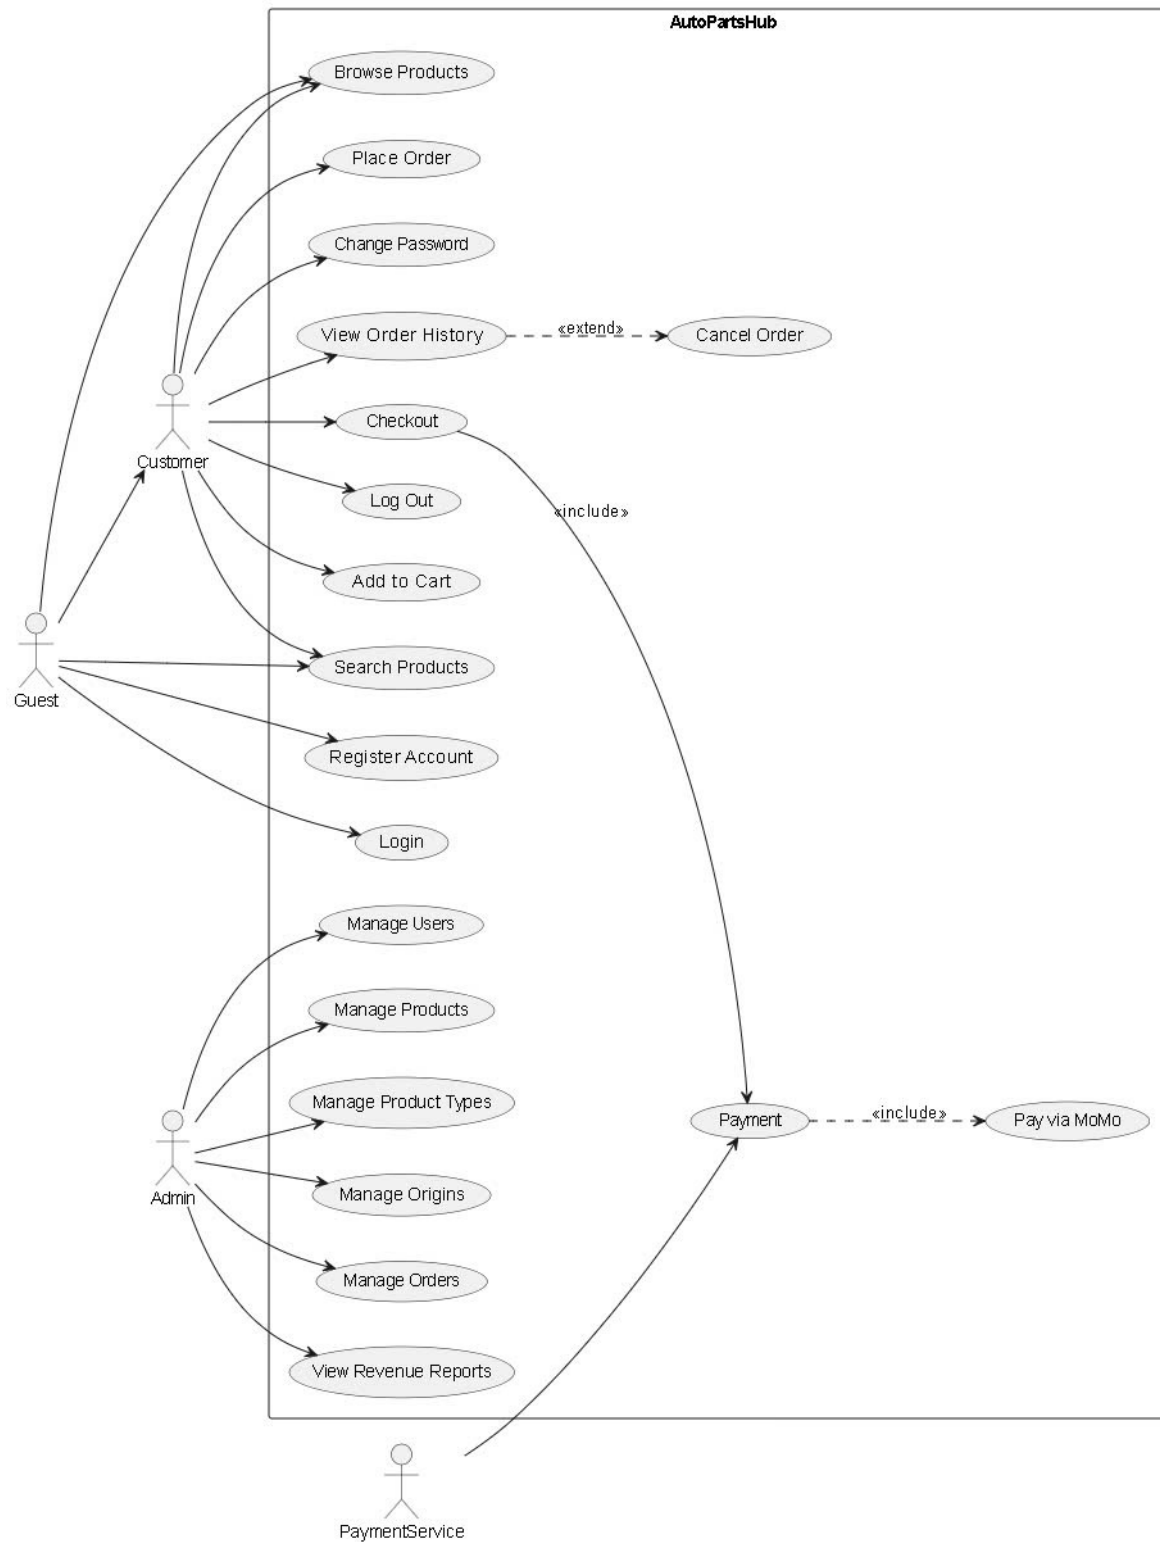 AutoPartsHub
Browse Products
Place Order
Change Password
View Order History
«extend»
Cancel Order
Checkout
Customer
Log Out
«include»
Add to Cart
Search Products
Guest
Register Account
Login
Manage Users
Manage Products
Manage Product Types
Payment
«include»
Pay via MoMo
Admin
Manage Origins
Manage Orders
View Revenue Reports
PaymentService